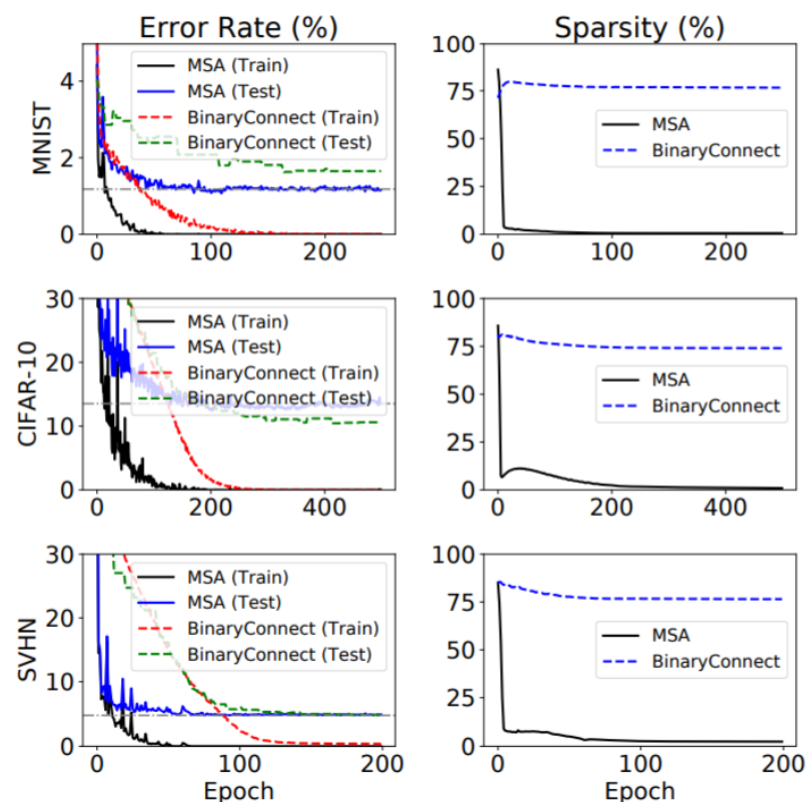 Error Rate (%)
Sparsity (%)
MNIST
4
2
0
MSA (Train)
MSA (Test)
BinaryConnect (Train)
BinaryConnect (Test)
0 100 200
100
75
50
25
0
MSA
BinaryConnect
0 100 200
CIFAR-10
30
20
10
0
MSA (Train)
MSA (Test)
BinaryConnect (Train)
BinaryConnect (Test)
0 200 400
100
75
50
25
0
MSA
BinaryConnect
0 200 400
SVHN
30
20
10
0
MSA (Train)
MSA (Test)
BinaryConnect (Train)
BinaryConnect (Test)
0 100 200
Epoch
100
75
50
25
0
MSA
BinaryConnect
0 100 200
Epoch